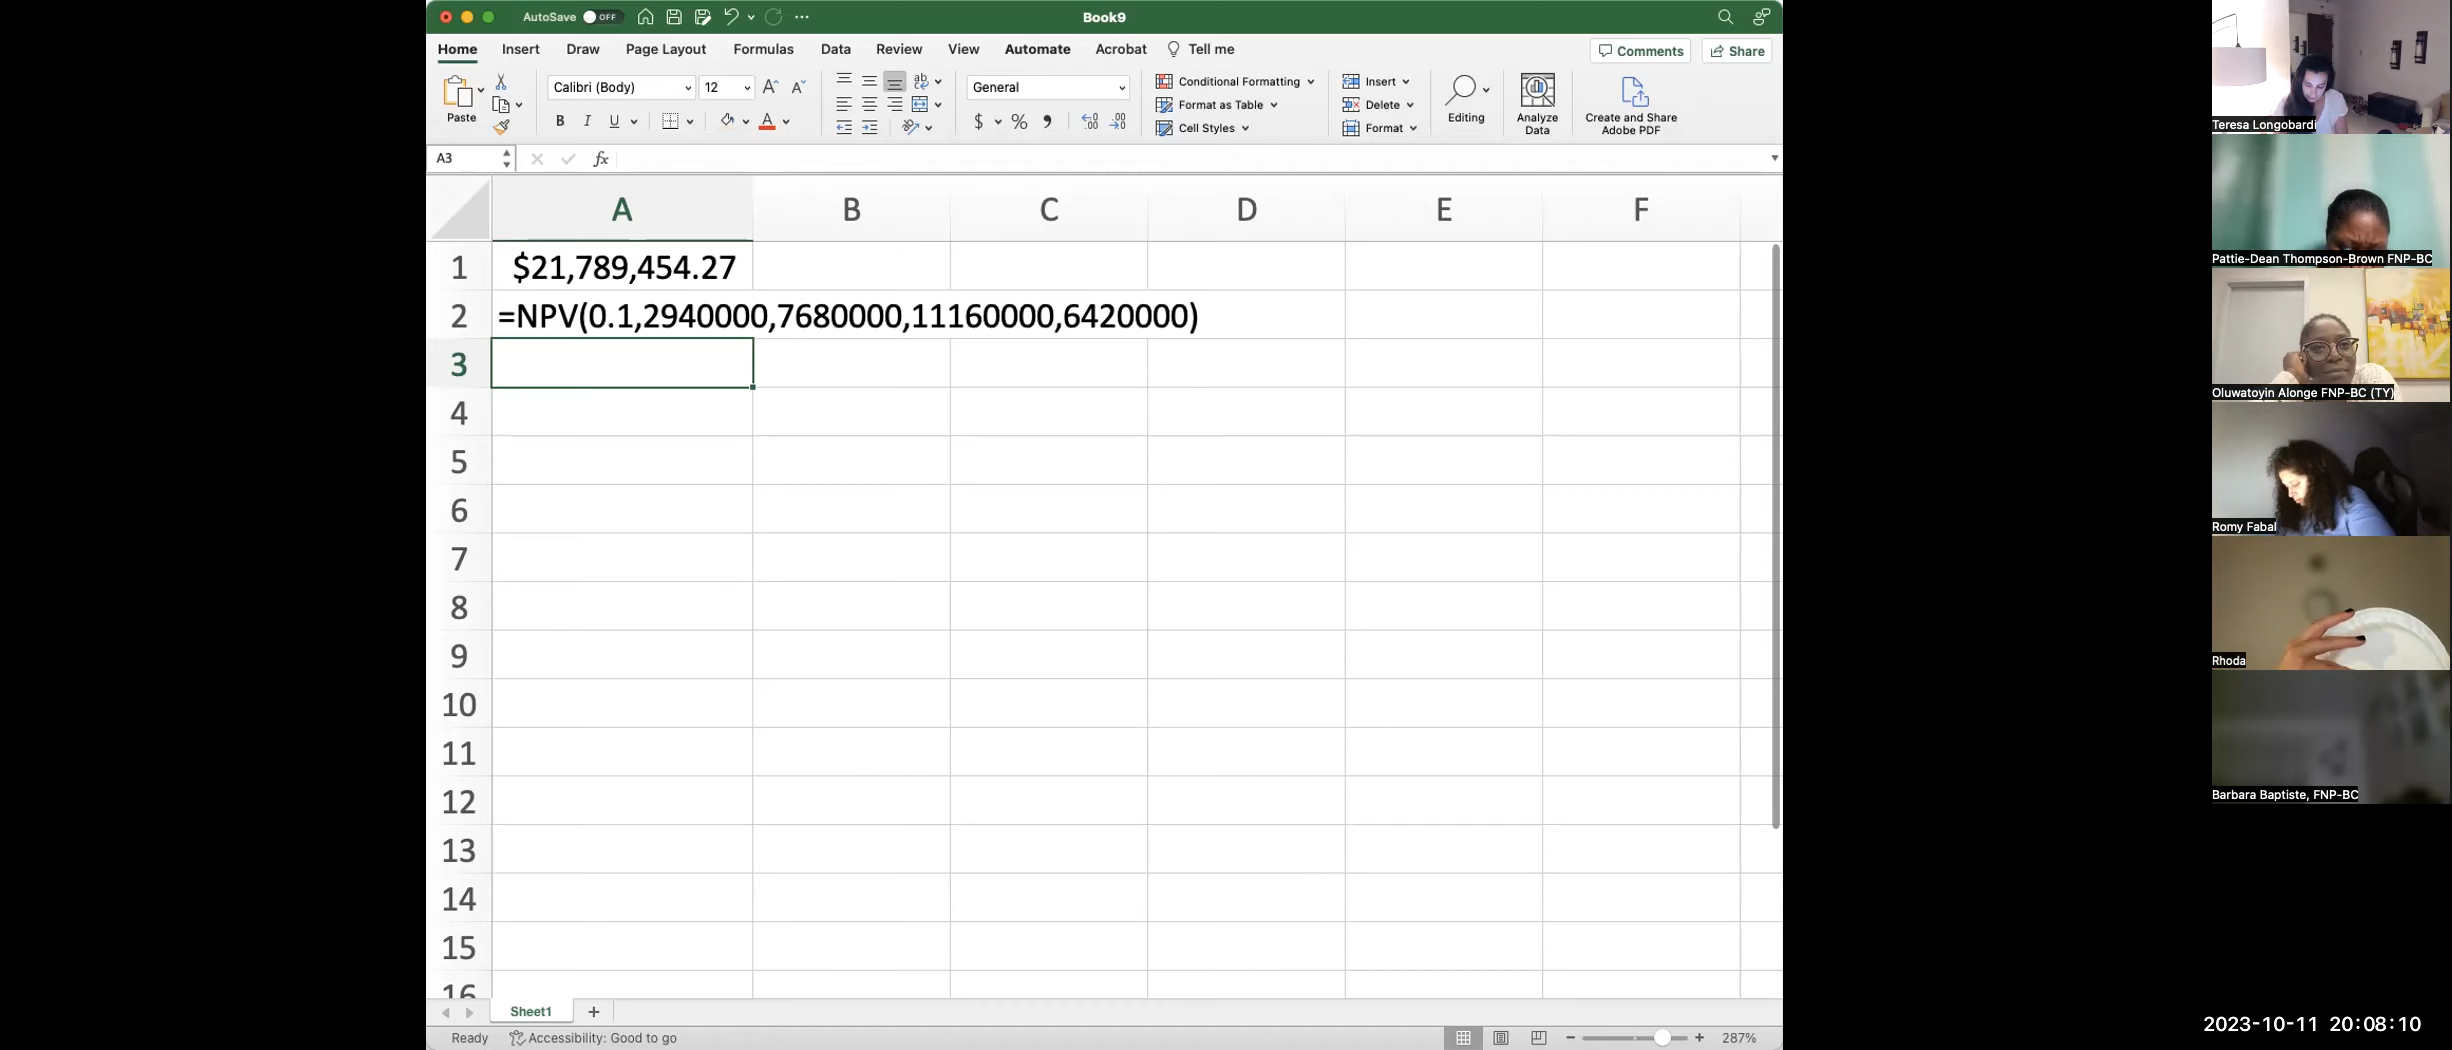 AutoSave OFF
Book9
Home Insert Draw Page Layout Formulas Data Review View Automate Acrobat Tell me
Comments Share
Paste
Calibri (Body) 12
B I U
ab
General
$ % 9
Conditional Formatting
Format as Table
Cell Styles
Insert
Delete
Format
Editing
Analyze Data
Create and Share Adobe PDF
A3 fx
A B C D E F
1 $21,789,454.27
2 =NPV(0.1,2940000,7680000,11160000,6420000)
3
4
5
6
7
8
9
10
11
12
13
14
15
16
Sheet1 +
Ready Accessibility: Good to go
287%
Teresa Longobardi
Pattie-Dean Thompson-Brown FNP-BC
Oluwatoyin Alonge FNP-BC (TY)
Romy Fabal
Rhoda
Barbara Baptiste, FNP-BC
2023-10-11 20:08:10